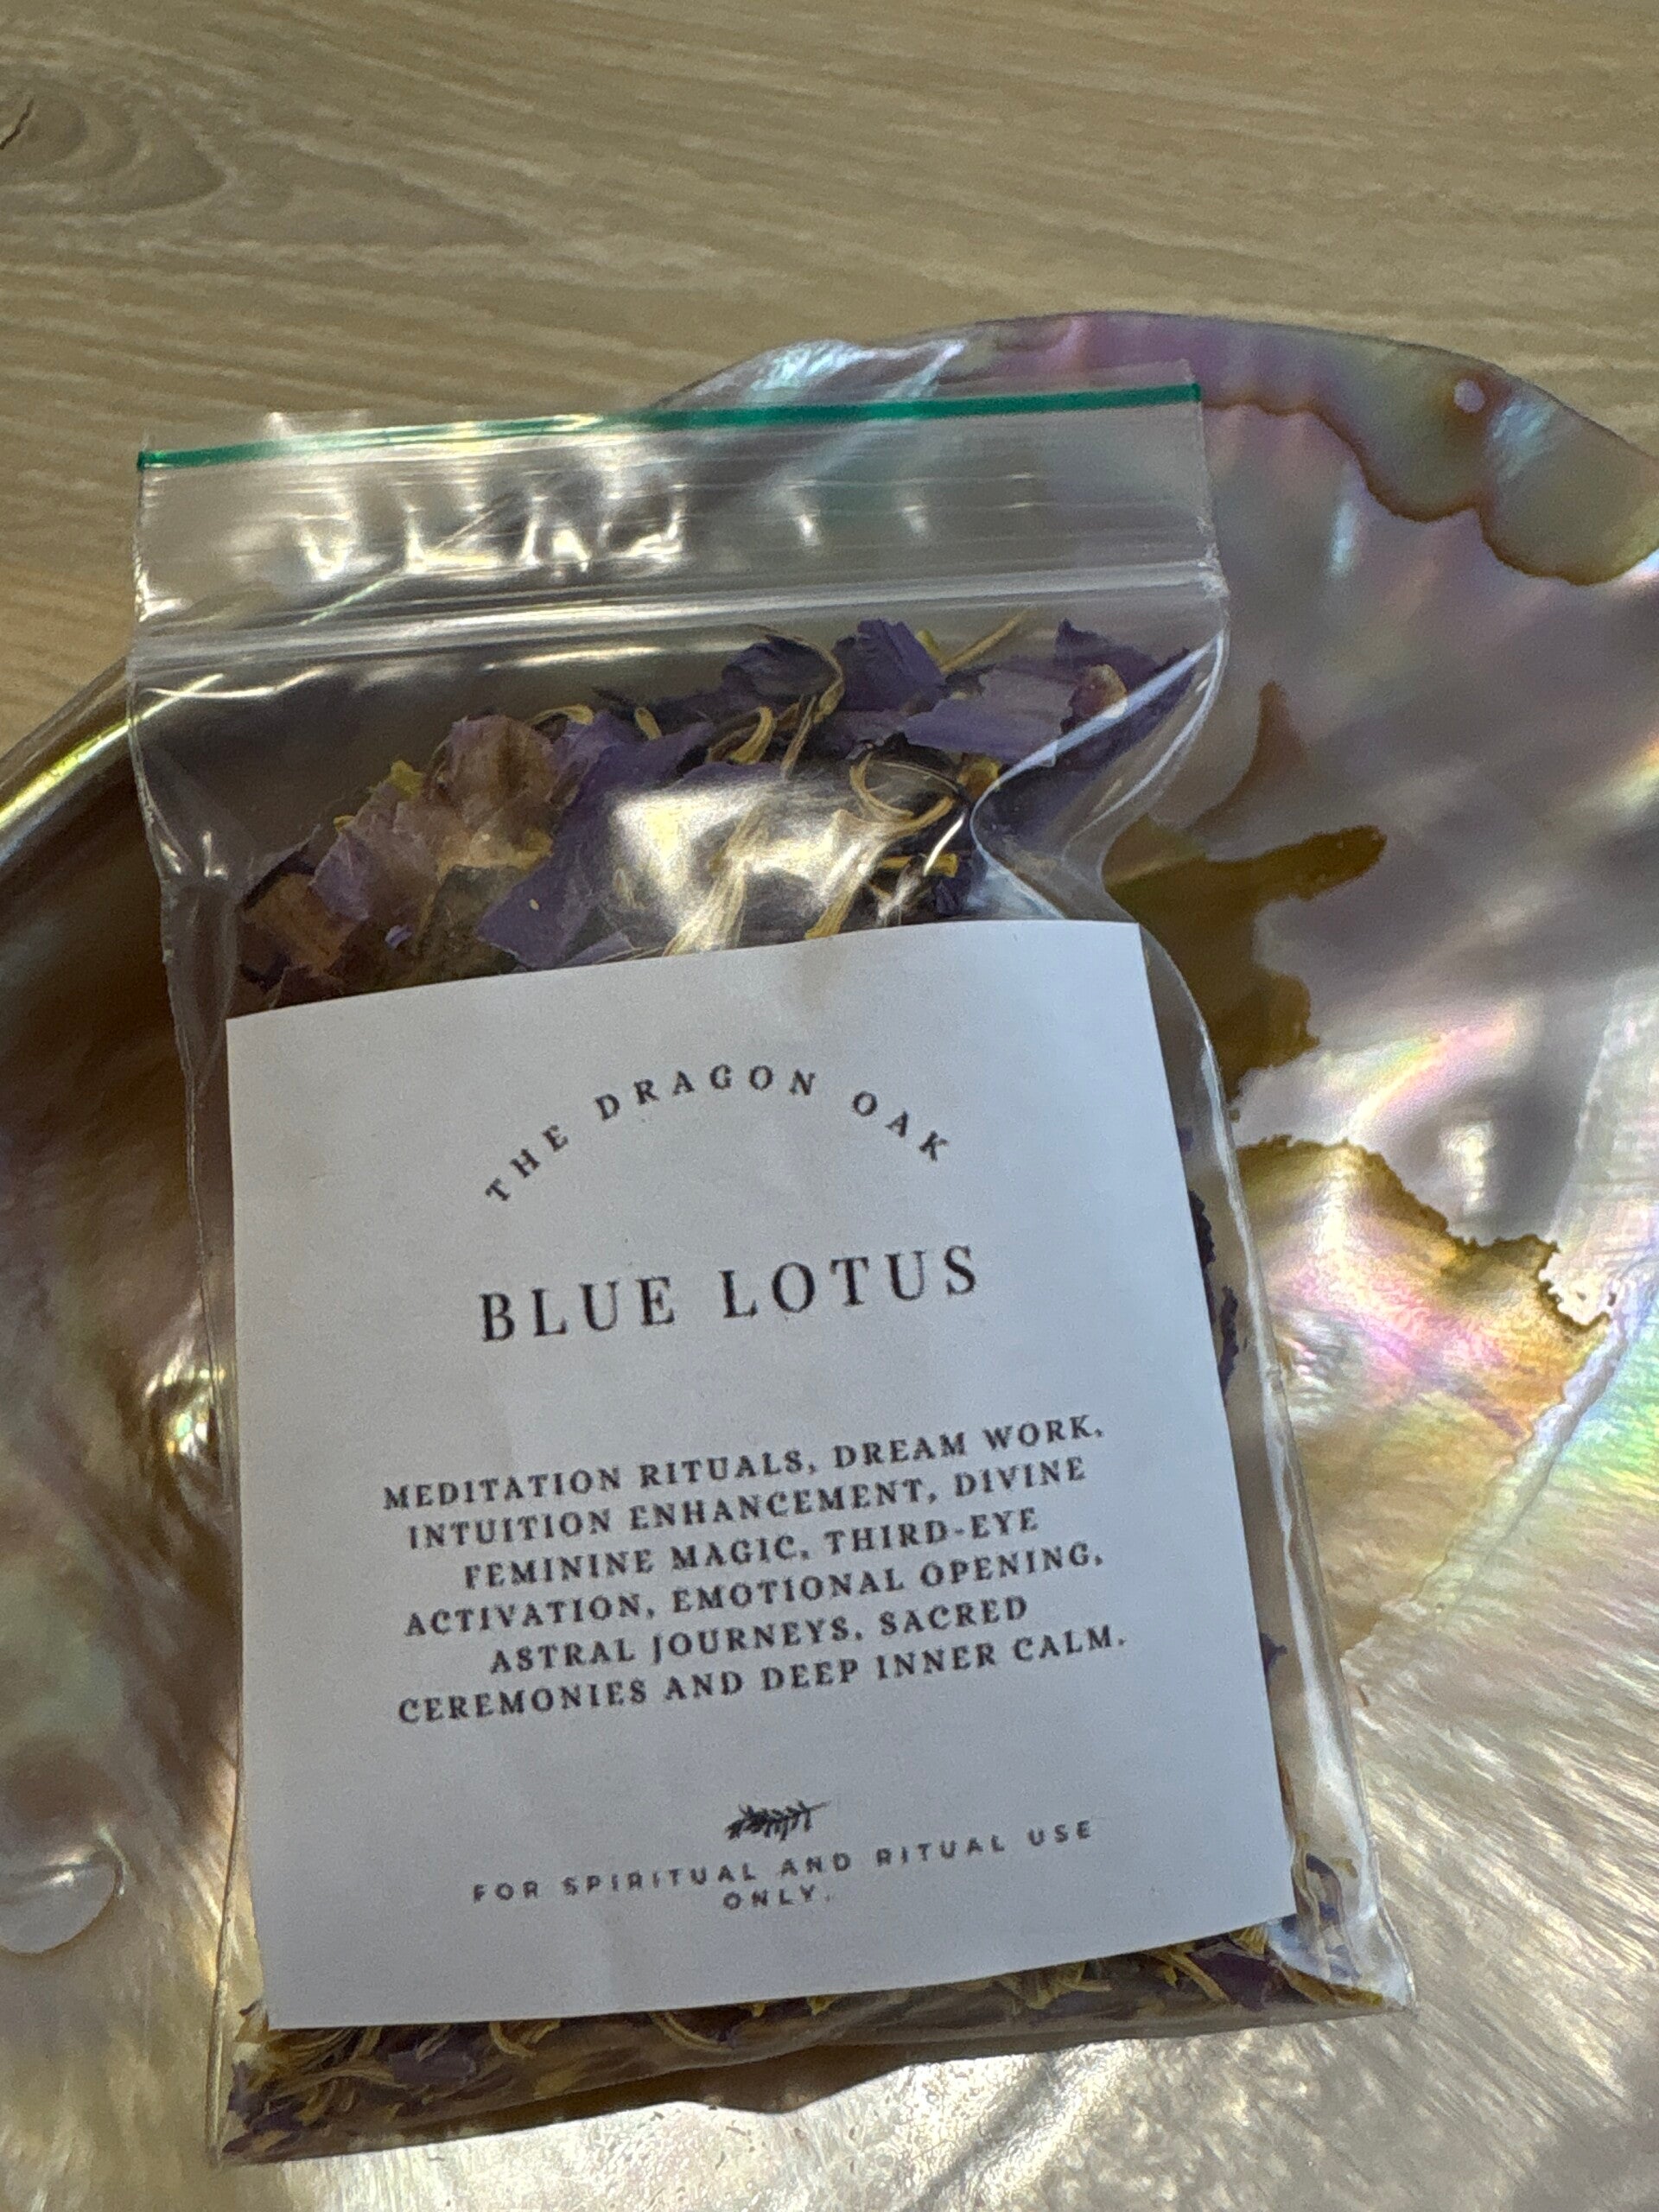 THE DRAGON OAK
BLUE LOTUS
MEDITATION RITUALS, DREAM WORK,
INTUITION ENHANCEMENT, DIVINE
FEMININE MAGIC, THIRD-EYE
ACTIVATION, EMOTIONAL OPENING,
ASTRAL JOURNEYS, SACRED
CEREMONIES AND DEEP INNER CALM.
FOR SPIRITUAL AND RITUAL USE
ONLY.